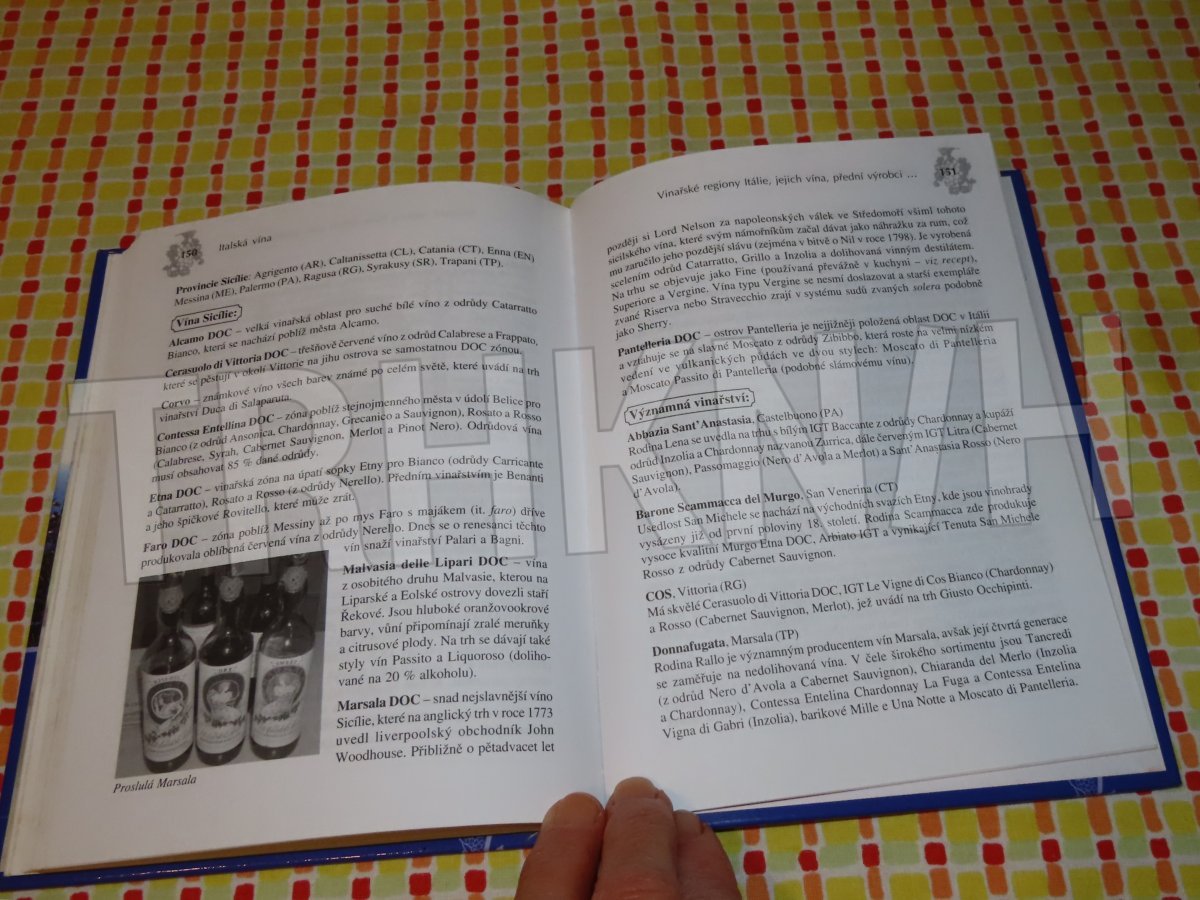 150
Italská vína
Provincie Sicílie: Agrigento (AR), Caltanissetta (CL), Catania (CT), Enna (EN)
Messina (ME), Palermo (PA), Ragusa (RG), Syrakusy (SR), Trapani (TP).
Vína Sicílie:
Alcamo DOC – velká vinařská oblast pro suché bílé víno z odrůdy Catarratto
Bianco, která se nachází poblíž města Alcamo.
Cerasuolo di Vittoria DOC – třešňově červené víno z odrůd Calabrese a Frappato,
které se pěstují v okolí Vittorie na jihu ostrova se samostatnou DOC zónou.
Corvo – známkové víno všech barev známé po celém světě, které uvádí na trh
vinařství Duca di Salaparuta.
Contessa Entellina DOC – zóna poblíž stejnojmenného města v údolí Belice pro
Bianco (z odrůd Ansonica, Chardonnay, Grecanico a Sauvignon), Rosato a Rosso
(Calabrese, Syrah, Cabernet Sauvignon, Merlot a Pinot Nero). Odrůdová vína
musí obsahovat 85 % dané odrůdy.
Etna DOC – vinařská zóna na úpatí sopky Etny pro Bianco (odrůdy Carricante
a Catarratto), Rosato a Rosso (z odrůdy Nerello). Předním vinařstvím je Benanti
a jeho špičkové Rovitello, které může zrát.
Faro DOC – zóna poblíž Messiny až po mys Faro s majákem (it. faro) dříve
produkovala oblíbená červená vína z odrůdy Nerello. Dnes se o renesanci těchto
vín snaží vinařství Palari a Bagni.
Malvasia delle Lipari DOC – vína
z osobitého druhu Malvasie, kterou na
Liparské a Eolské ostrovy dovezli staří
Řekové. Jsou hluboké oranžovookrové
barvy, vůní připomínají zralé meruňky
a citrusové plody. Na trh se dávají také
styly vín Passito a Liquoroso (doliho-
vané na 20 % alkoholu).
Marsala DOC – snad nejslavnější víno
Sicílie, které na anglický trh v roce 1773
uvedl liverpoolský obchodník John
Woodhouse. Přibližně o pětadvacet let
Proslulá Marsala
Vinařské regiony Itálie, jejich vína, přední výrobci ...
151
později si Lord Nelson za napoleonských válek ve Středomoří všiml tohoto
sicilského vína, které svým námořníkům začal dávat jako náhražku za rum, což
mu zaručilo jeho pozdější slávu (zejména v bitvě o Nil v roce 1798). Je vyrobena
scelením odrůd Catarratto, Grillo a Inzolia a dolihovaná vinným destilátem.
Na trhu se objevuje jako Fine (používaná převážně v kuchyni – viz recept),
Superiore a Vergine. Vína typu Vergine se nesmí doslazovat a starší exempláře
zvané Riserva nebo Stravecchio zrají v systému sudů zvaných solera podobně
jako Sherry.
Pantelleria DOC – ostrov Pantelleria je nejjižněji položená oblast DOC v Itálii
a vztahuje se na slavné Moscato z odrůdy Zibibbo, která roste na velmi nízkém
vedení ve vulkanických půdách ve dvou stylech: Moscato di Pantelleria
a Moscato Passito di Pantelleria (podobné slámovému vínu).
Významná vinařství:
Abbazia Sant'Anastasia, Castelbuono (PA)
Rodina Lena se uvedla na trhu s bílým IGT Baccante z odrůdy Chardonnay a kupáží
odrůd Inzolia a Chardonnay nazvanou Zurrica, dále červeným IGT Litra (Cabernet
Sauvignon), Passomaggio (Nero d'Avola a Merlot) a Sant'Anastasia Rosso (Nero
d'Avola).
Barone Scammacca del Murgo, San Venerina (CT)
Usedlost San Michele se nachází na východních svazích Etny, kde jsou vinohrady
vysázeny již od první poloviny 18. století. Rodina Scammacca zde produkuje
vysoce kvalitní Murgo Etna DOC, Arbiato IGT a vynikající Tenuta San Michele
Rosso z odrůdy Cabernet Sauvignon.
COS, Vittoria (RG)
Má skvělé Cerasuolo di Vittoria DOC, IGT Le Vigne di Cos Bianco (Chardonnay)
a Rosso (Cabernet Sauvignon, Merlot), jež uvádí na trh Giusto Occhipinti.
Donnafugata, Marsala (TP)
Rodina Rallo je významným producentem vín Marsala, avšak její čtvrtá generace
se zaměřuje na nedolihovaná vína. V čele širokého sortimentu jsou Tancredi
(z odrůd Nero d'Avola a Cabernet Sauvignon), Chiaranda del Merlo (Inzolia
a Chardonnay), Contessa Entelina Chardonnay La Fuga a Contessa Entelina
Vigna di Gabri (Inzolia), barikové Mille e Una Notte a Moscato di Pantelleria.
TRHKNIH